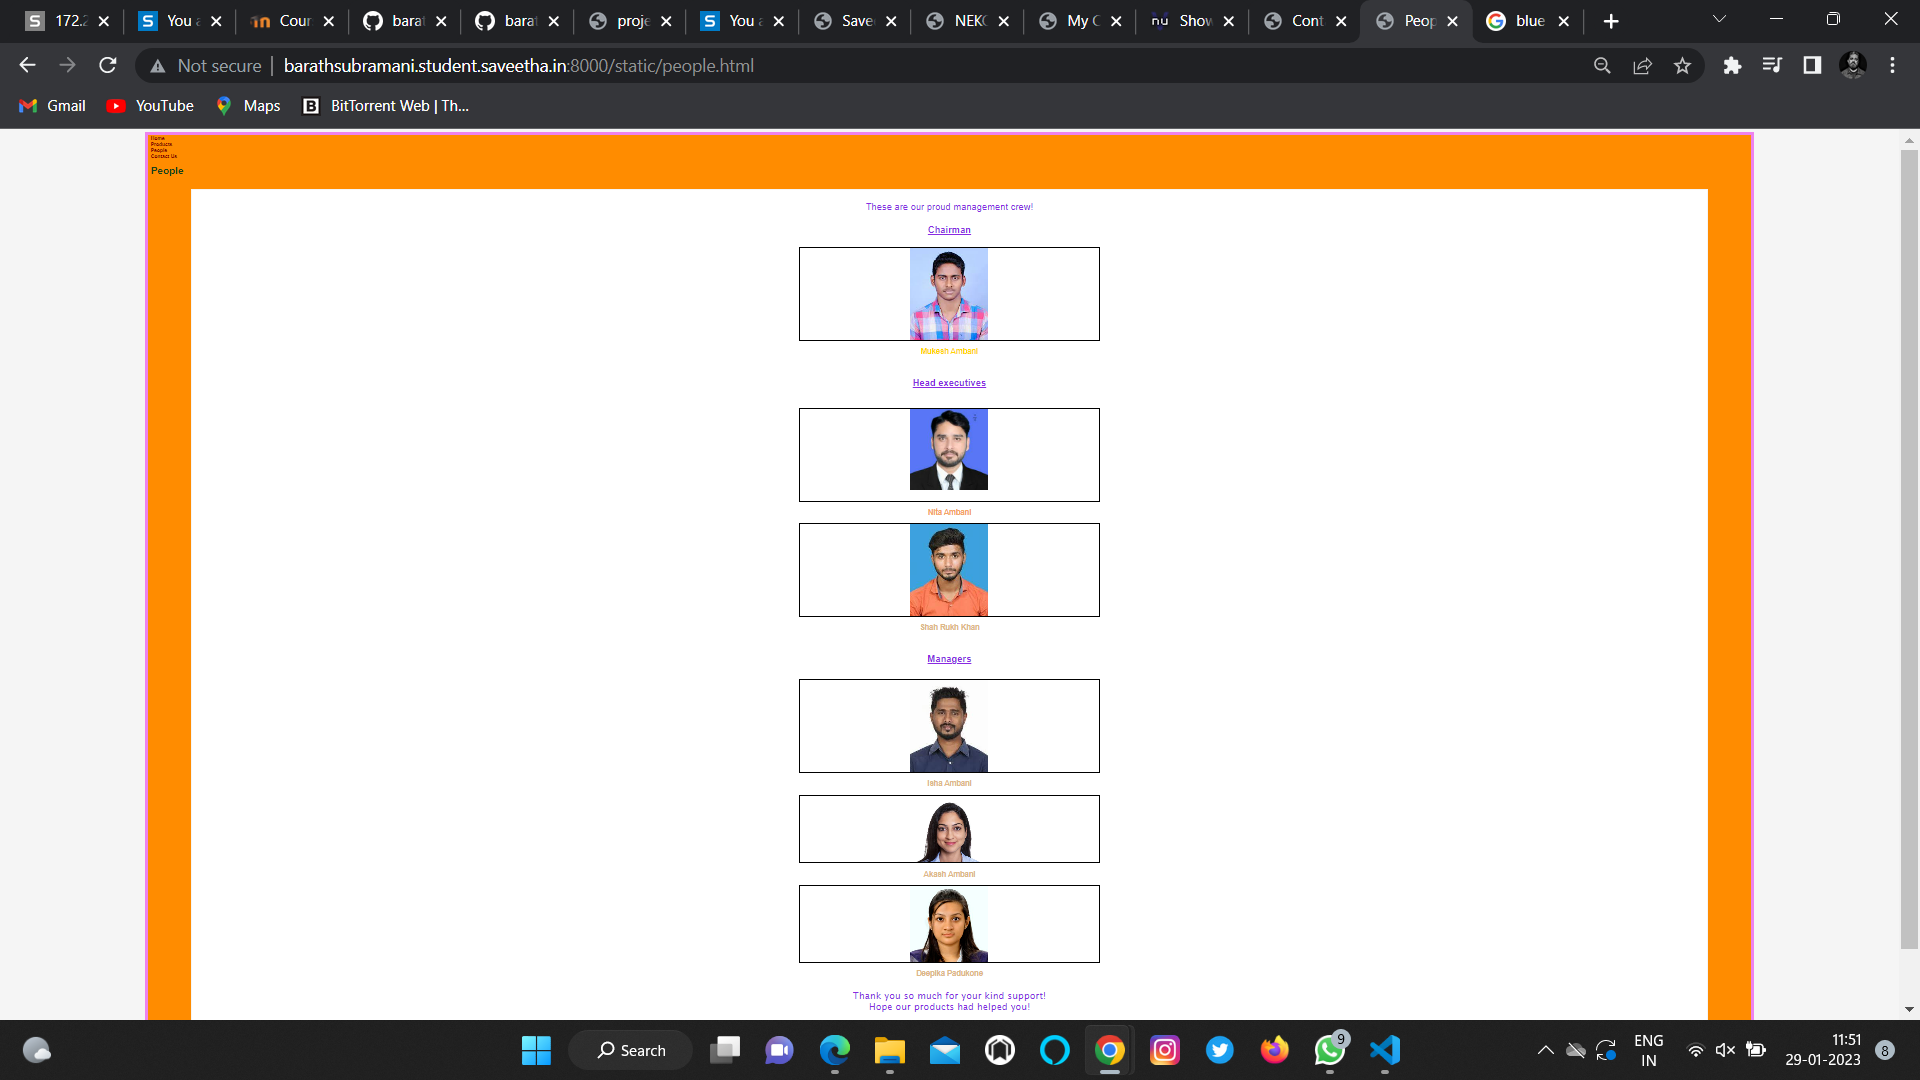 172.2
You a
Cour
barat
barat
proje
You a
Save
NEKO
My C
nu Show
Cont
Peop
blue
Not secure
barathsubramani.student.saveetha.in:8000/static/people.html
Gmail
YouTube
Maps
BitTorrent Web | Th...
Home
Products
People
Contact Us
People
These are our proud management crew!
Chairman
Mukesh Ambani
Head executives
Nita Ambani
Shah Rukh Khan
Managers
Isha Ambani
Akash Ambani
Deepika Padukone
Thank you so much for your kind support!
Hope our products had helped you!
Search
9
ENG
IN
11:51
29-01-2023
8